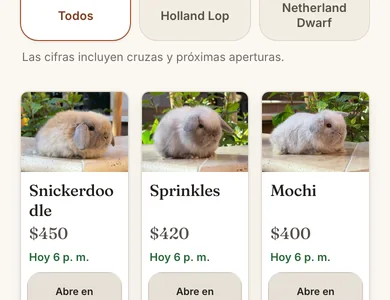 Todos
Holland Lop
Netherland
Dwarf
Las cifras incluyen cruzas y próximas aperturas.
Snickerdoo
dle
$450
Hoy 6 p. m.
Abre en
Sprinkles
$420
Hoy 6 p. m.
Abre en
Mochi
$400
Hoy 6 p. m.
Abre en